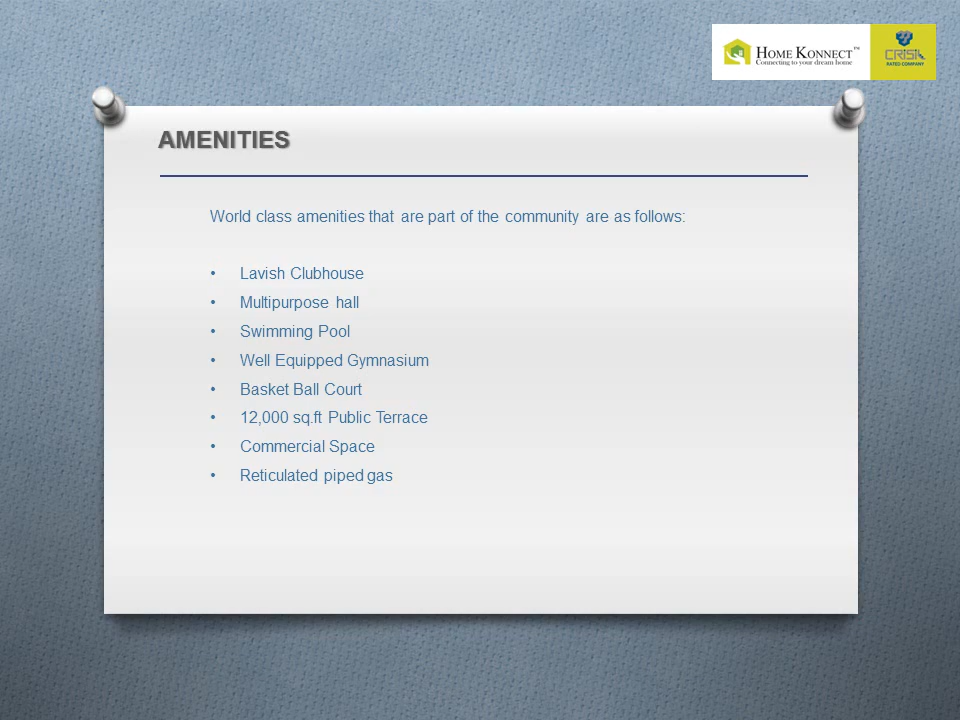 HOME KONNECT™
Connecting to your dream home
CRISIL
RATED COMPANY
AMENITIES
World class amenities that are part of the community are as follows:
• Lavish Clubhouse
• Multipurpose hall
• Swimming Pool
• Well Equipped Gymnasium
• Basket Ball Court
• 12,000 sq.ft Public Terrace
• Commercial Space
• Reticulated piped gas